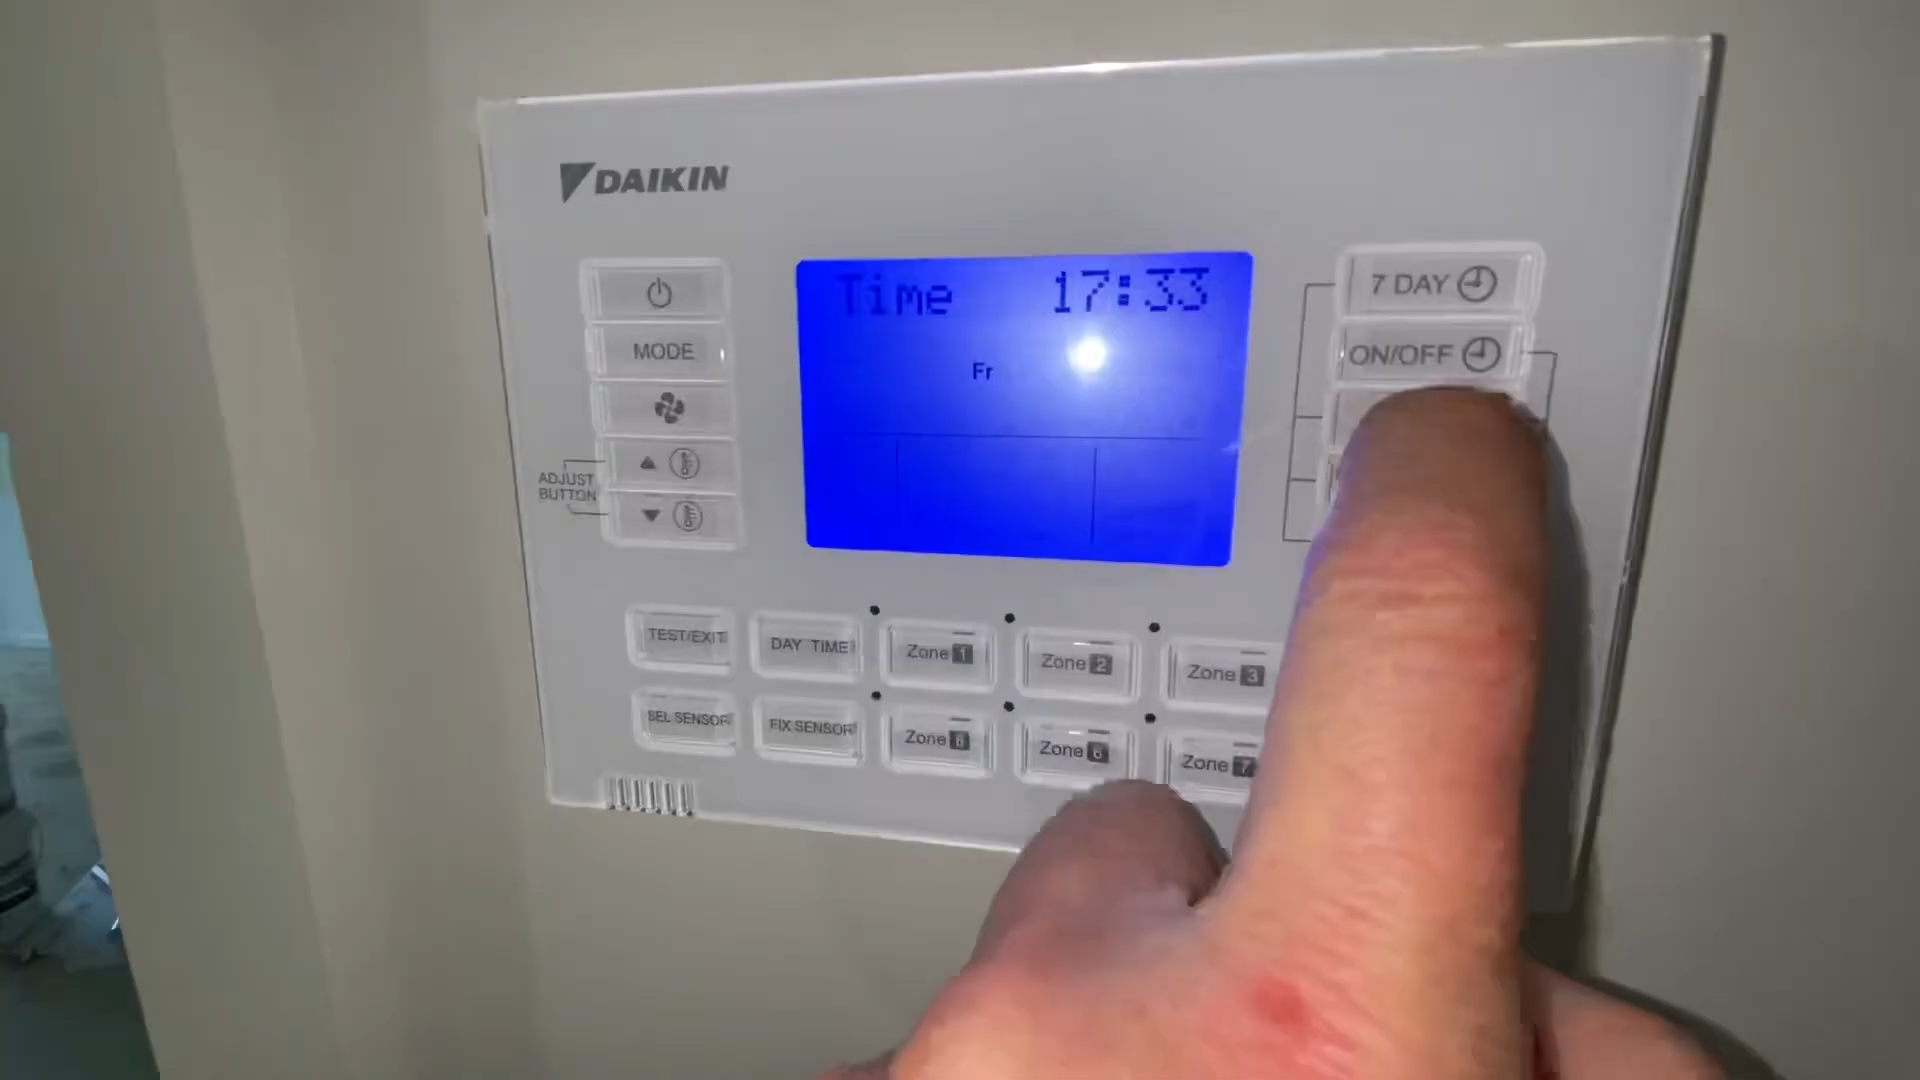 DAIKIN
Time 17:33
Fr
7 DAY
ON/OFF
MODE
ADJUST
BUTTON
TEST/EXIT
DAY TIME
Zone 1
Zone 2
Zone 3
SEL SENSOR
FIX SENSOR
Zone
Zone 6
Zone 7